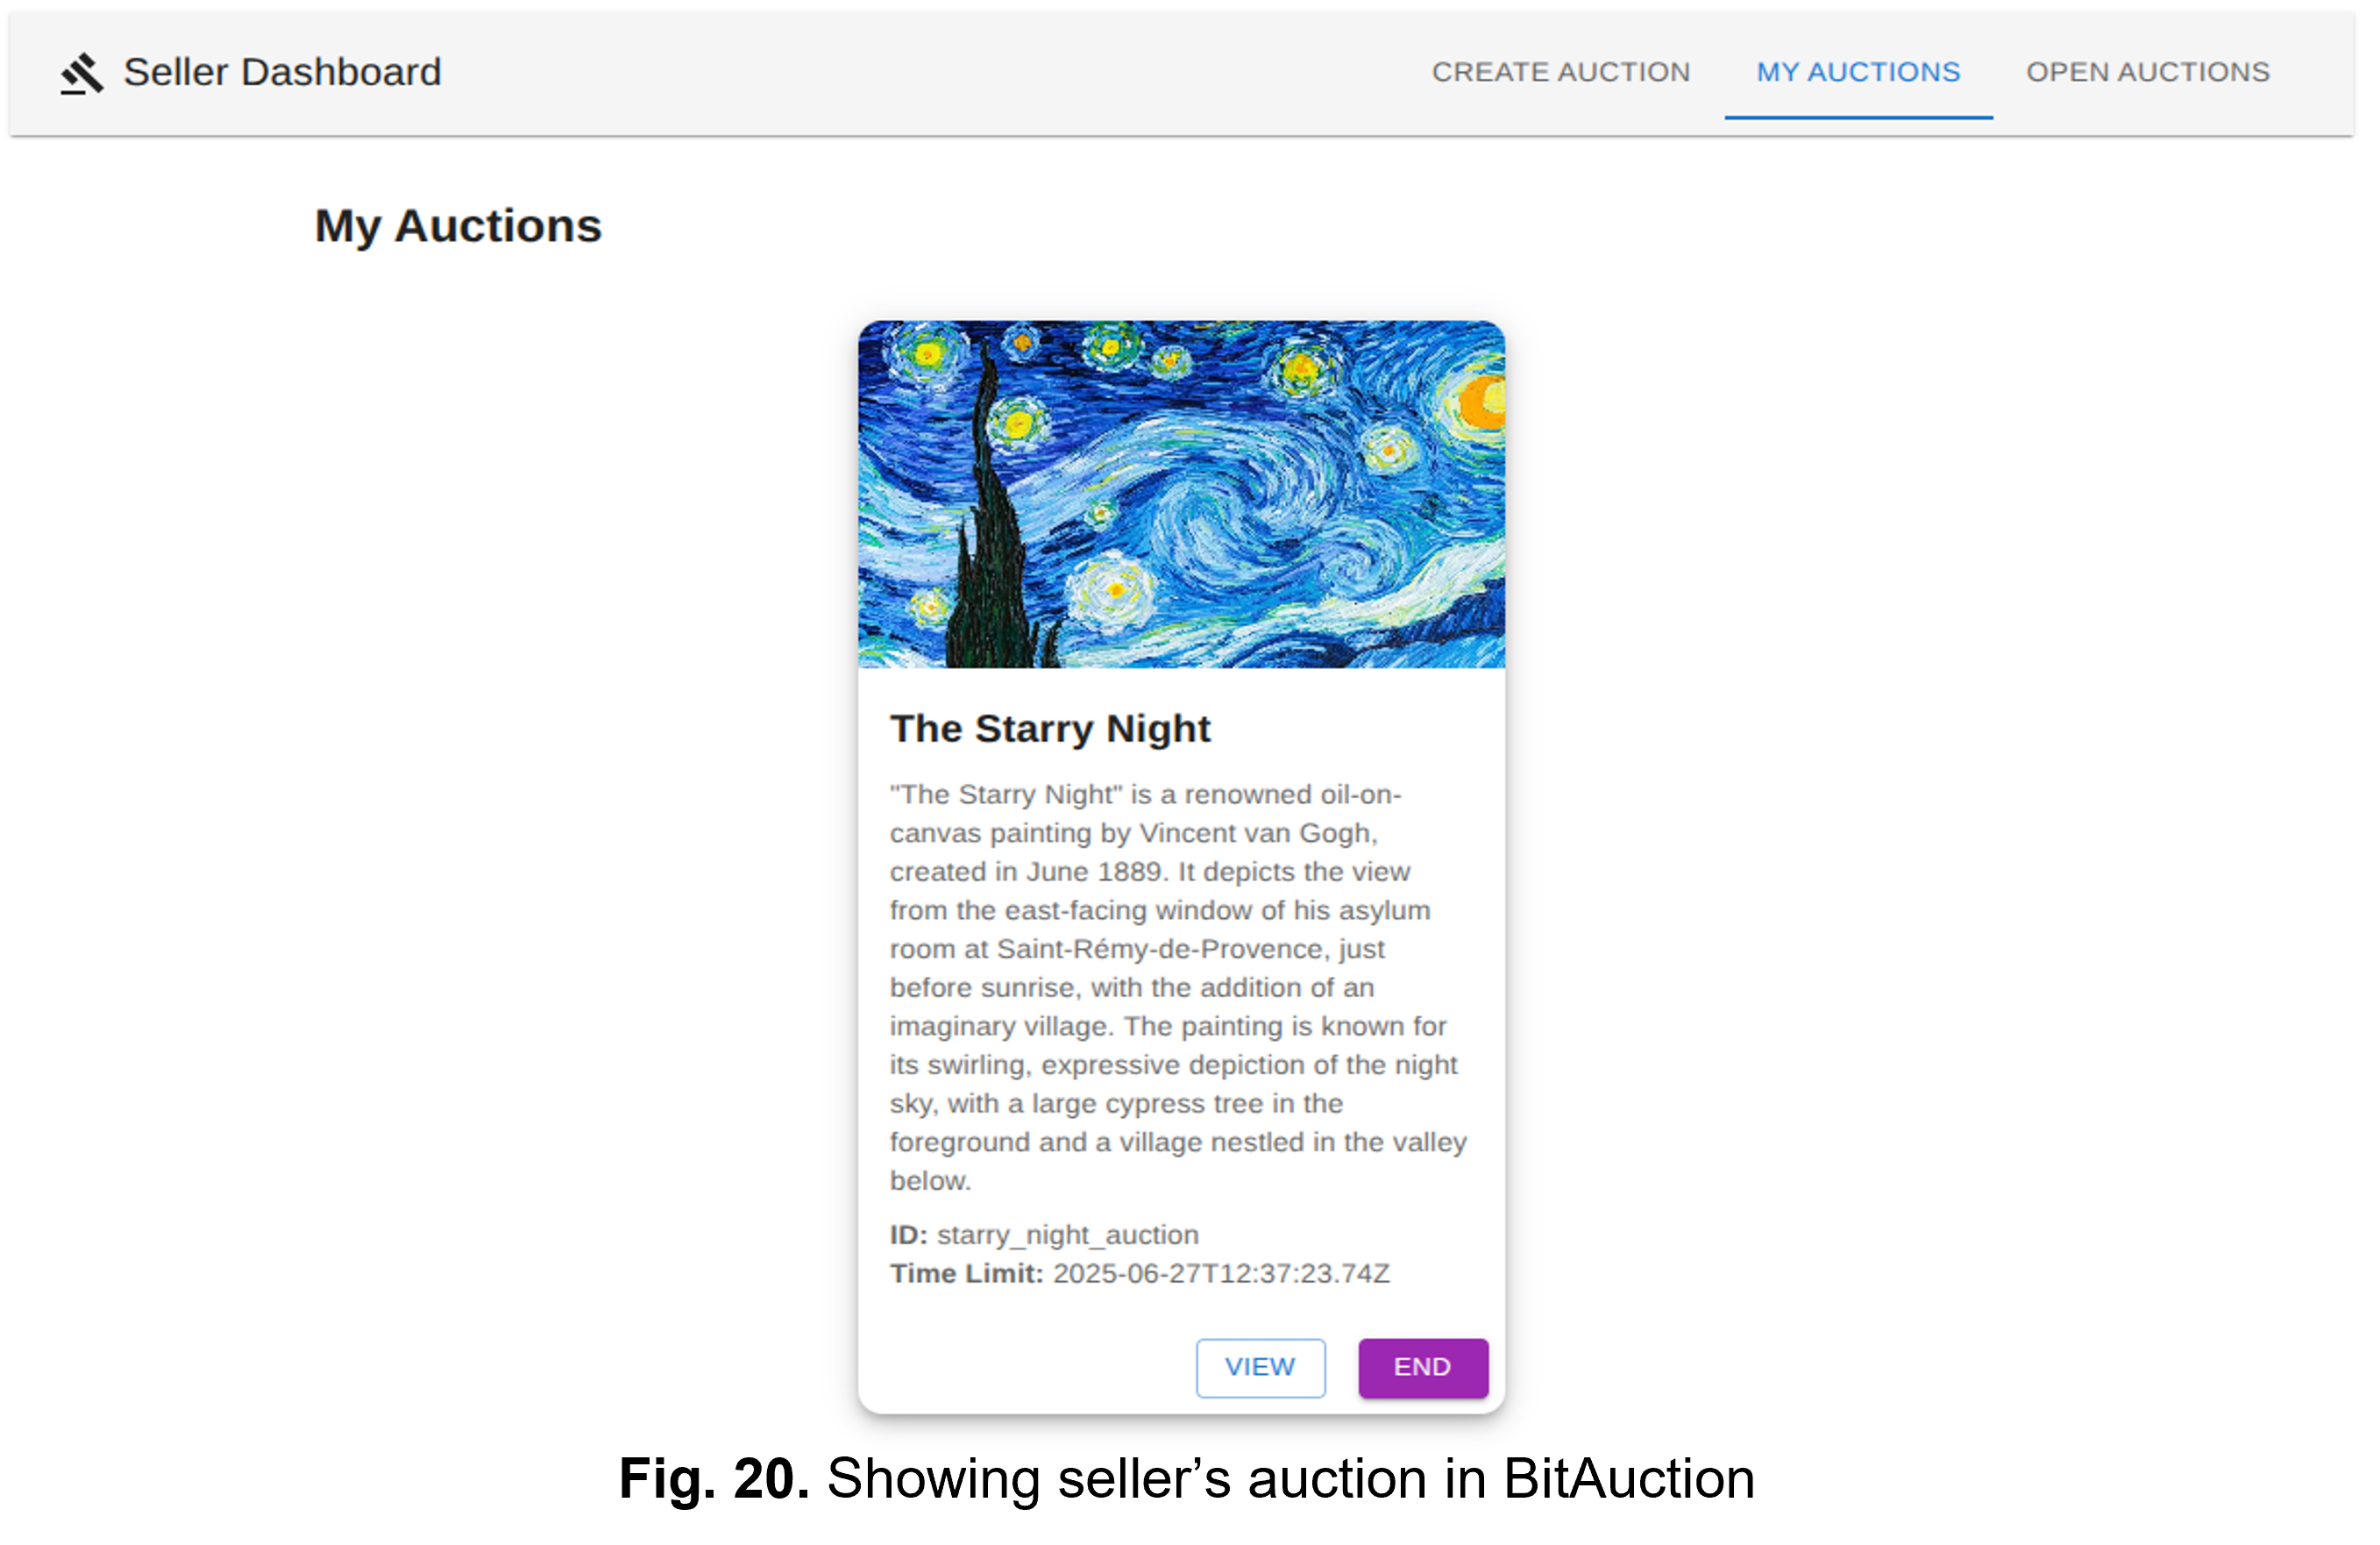 Seller Dashboard
CREATE AUCTION
MY AUCTIONS
OPEN AUCTIONS
My Auctions
The Starry Night
"The Starry Night" is a renowned oil-on-
canvas painting by Vincent van Gogh,
created in June 1889. It depicts the view
from the east-facing window of his asylum
room at Saint-Rémy-de-Provence, just
before sunrise, with the addition of an
imaginary village. The painting is known for
its swirling, expressive depiction of the night
sky, with a large cypress tree in the
foreground and a village nestled in the valley
below.
ID: starry_night_auction
Time Limit: 2025-06-27T12:37:23.74Z
VIEW
END
Fig. 20. Showing seller’s auction in BitAuction